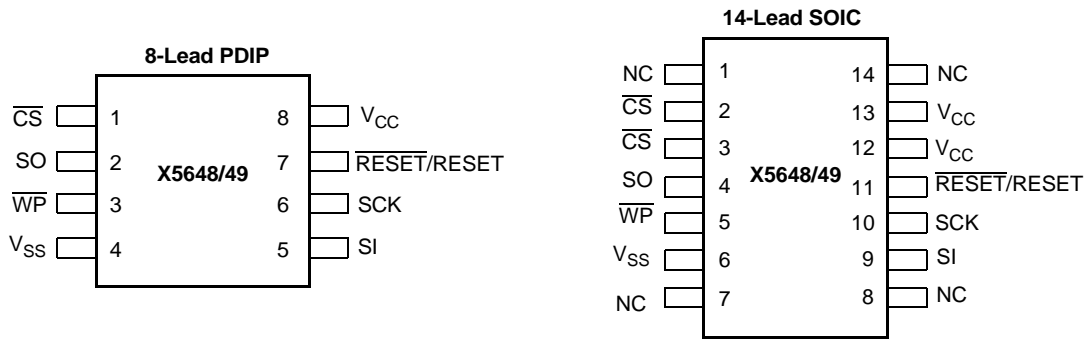 8-Lead PDIP
CS 1 8 VCC
SO 2 X5648/49 7 RESET/RESET
WP 3 6 SCK
VSS 4 5 SI
14-Lead SOIC
NC 1 14 NC
CS 2 13 VCC
CS 3 12 VCC
SO 4 X5648/49 11 RESET/RESET
WP 5 10 SCK
VSS 6 9 SI
NC 7 8 NC